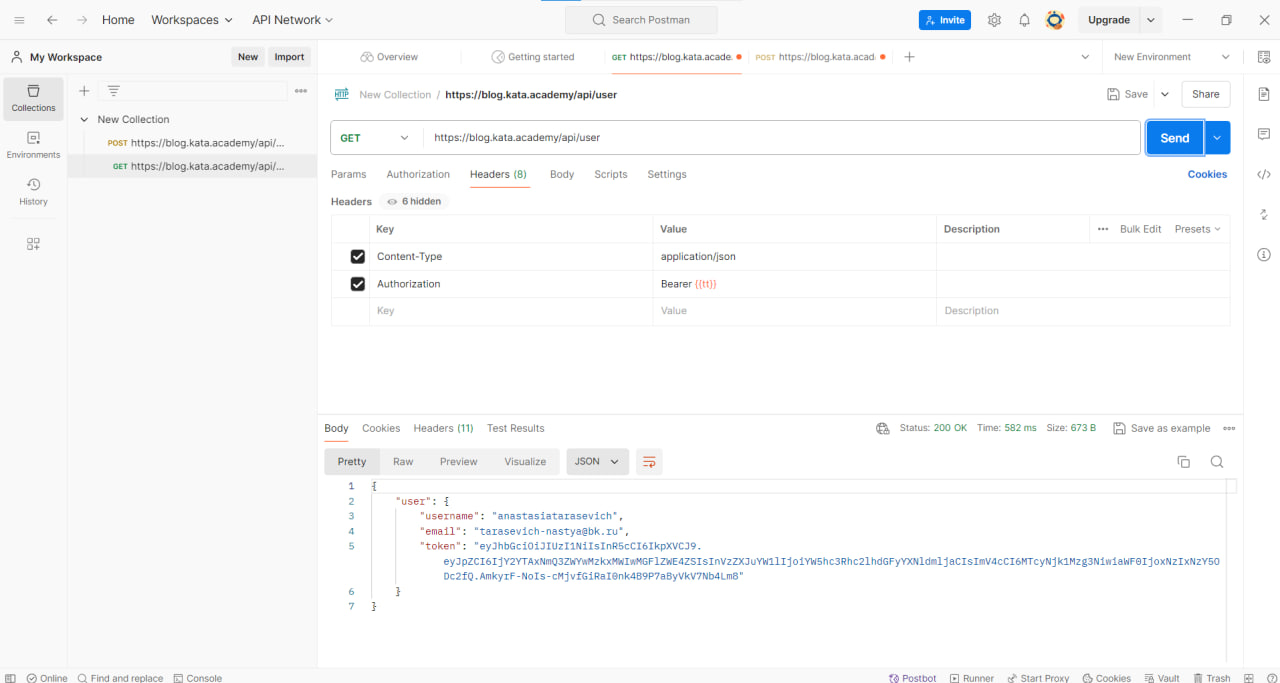 Home Workspaces API Network Search Postman Invite Upgrade
My Workspace New Import Overview Getting started GET https://blog.kata.acade. POST https://blog.kata.acad New Environment
Collections
Environments
History
New Collection
POST https://blog.kata.academy/api/...
GET https://blog.kata.academy/api/...
HTTP New Collection / https://blog.kata.academy/api/user Save Share
GET https://blog.kata.academy/api/user Send
Params Authorization Headers (8) Body Scripts Settings Cookies
Headers 6 hidden
Key Value Description ... Bulk Edit Presets
Content-Type application/json
Authorization Bearer {{tt}}
Key Value Description
Body Cookies Headers (11) Test Results Status: 200 OK Time: 582 ms Size: 673 B Save as example
Pretty Raw Preview Visualize JSON
1 {
2 "user": {
3 "username": "anastasiatarasevich",
4 "email": "tarasevich-nastya@bk.ru",
5 "token": "eyJhbGciOiJIUzI1NiIsInR5cCI6IkpXVCJ9.
eyJpZCI6IjY2YTAxNmQ3ZWYwMzkxMWIwMGFlZWE4ZSIsInVzZXJuYW1lIjoiYW5hc3Rhc2lhdGFyYXNldmljaCIsImV4cCI6MTcyNjk1Mzg3NiwiaWF0IjoxNzIxNzY5O
Dc2fQ.AmkyrF-NoIs-cMjvfGiRaI0nk4B9P7aByVkV7Nb4Lm8"
6 }
7 }
Online Find and replace Console Postbot Runner Start Proxy Cookies Vault Trash